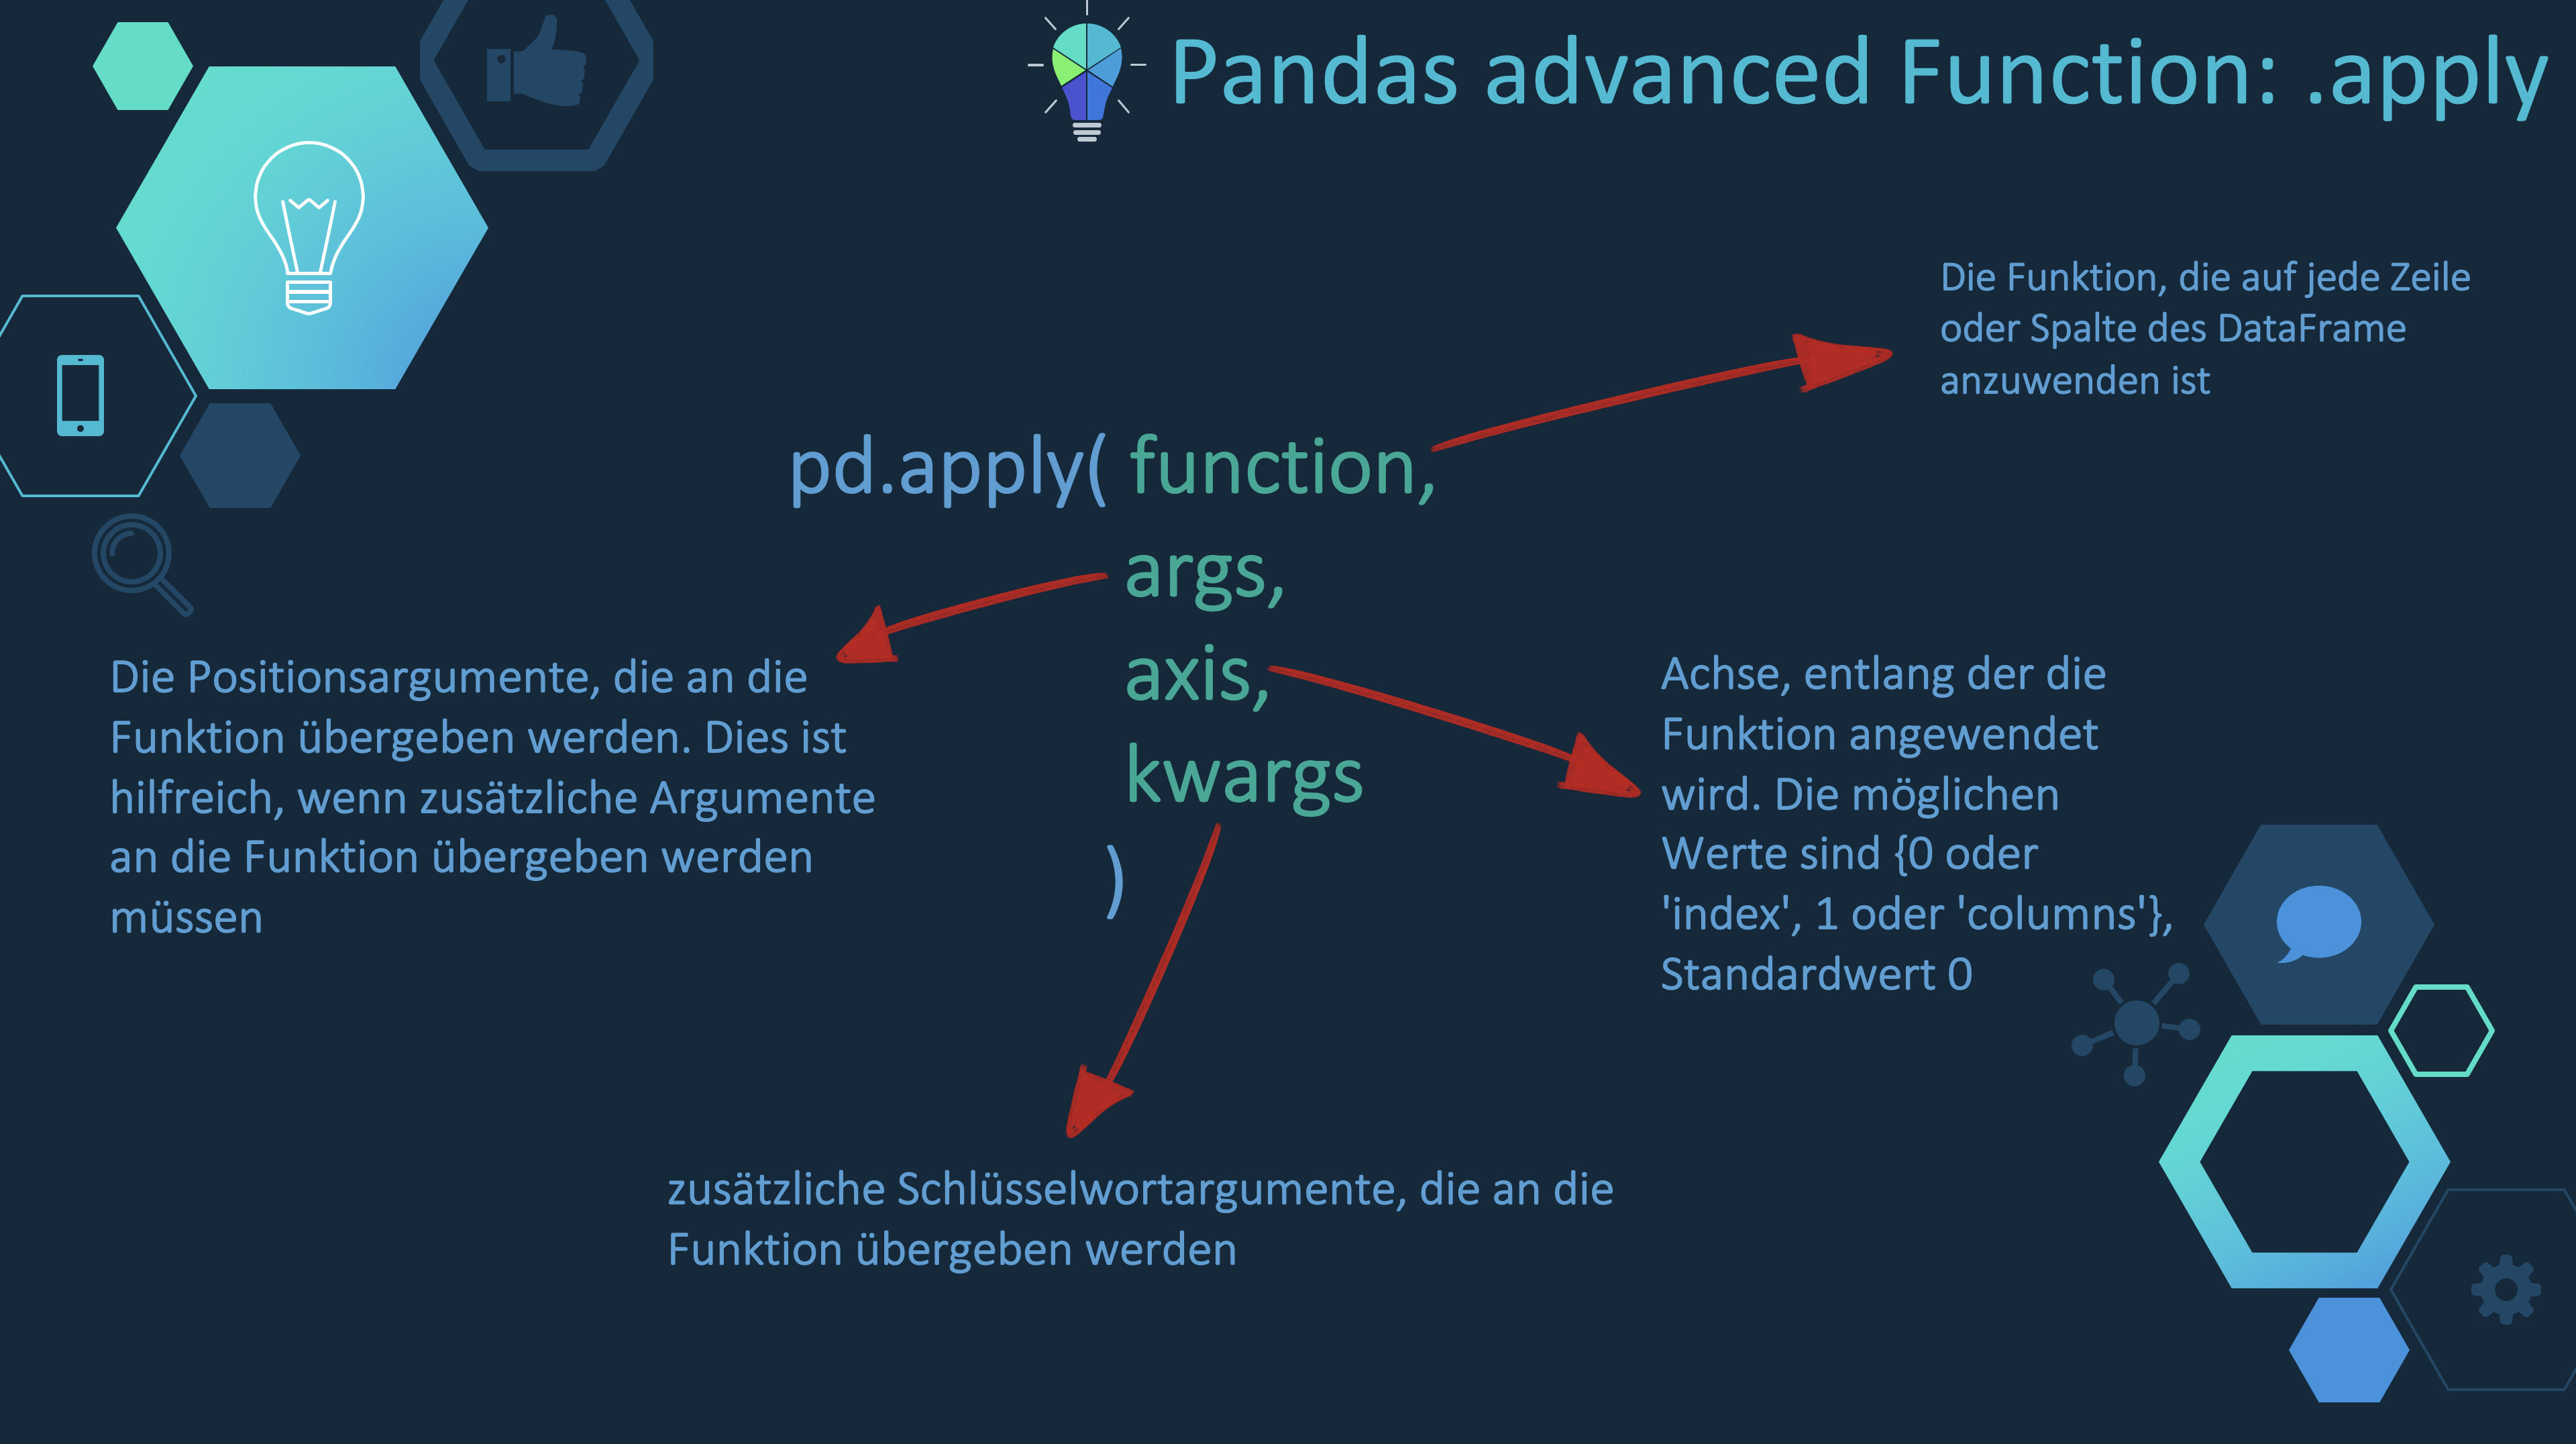 Pandas advanced Function: .apply
Die Funktion, die auf jede Zeile
oder Spalte des DataFrame
anzuwenden ist
pd.apply( function,
args,
axis,
kwargs
)
Die Positionsargumente, die an die
Funktion übergeben werden. Dies ist
hilfreich, wenn zusätzliche Argumente
an die Funktion übergeben werden
müssen
Achse, entlang der die
Funktion angewendet
wird. Die möglichen
Werte sind {0 oder
'index', 1 oder 'columns'},
Standardwert 0
zusätzliche Schlüsselwortargumente, die an die
Funktion übergeben werden